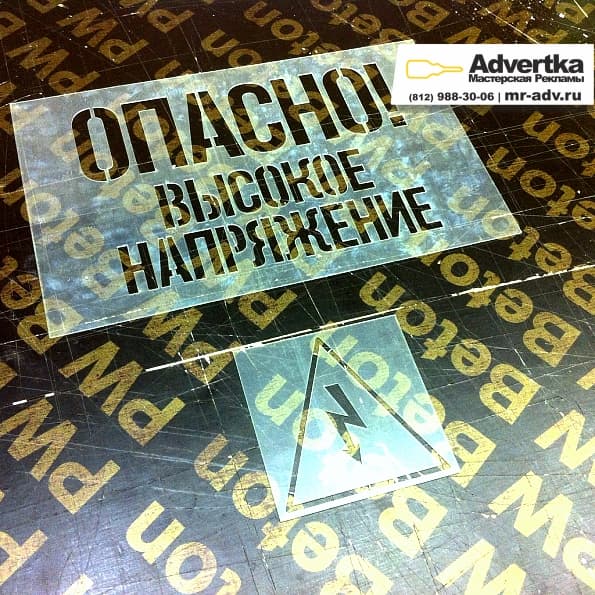 Advertka
Мастерская Рекламы
(812) 988-30-06 | mr-adv.ru
ОПАСНО!
ВЫСОКОЕ
НАПРЯЖЕНИЕ
PW Beton